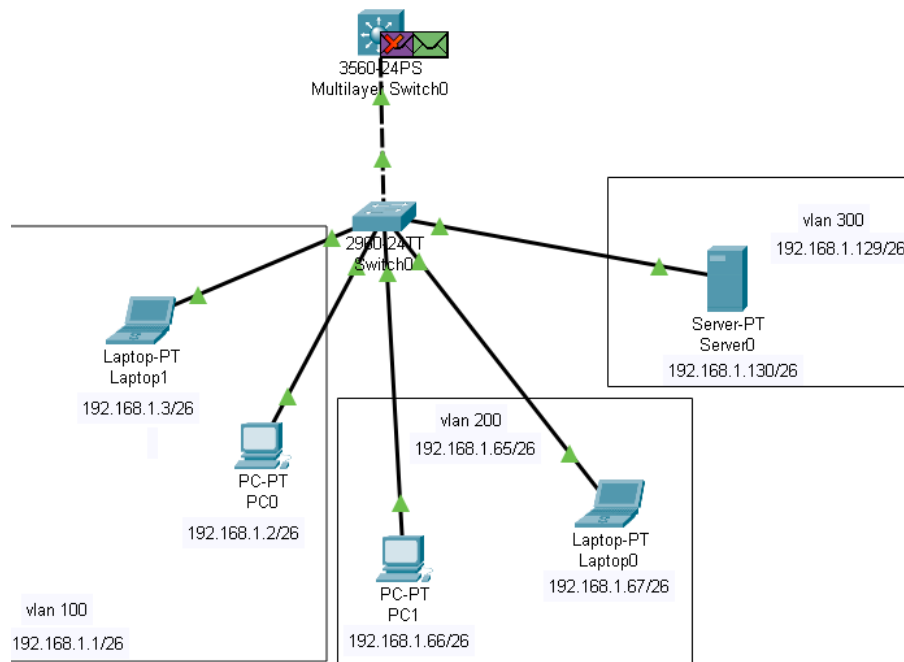 3560-24PS
Multilayer Switch0
2960-24TT
Switch0
vlan 300
192.168.1.129/26
Server-PT
Server0
192.168.1.130/26
Laptop-PT
Laptop1
192.168.1.3/26
PC-PT
PC0
192.168.1.2/26
vlan 100
192.168.1.1/26
vlan 200
192.168.1.65/26
PC-PT
PC1
192.168.1.66/26
Laptop-PT
Laptop0
192.168.1.67/26